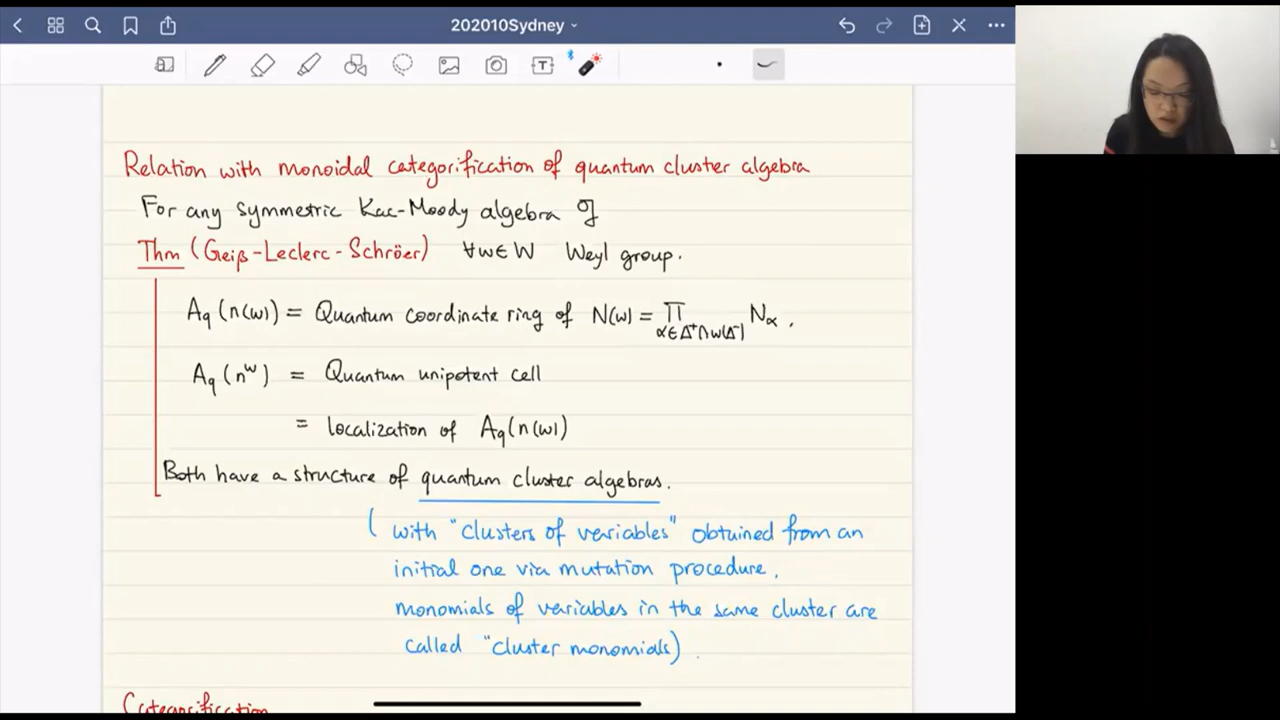 202010Sydney
Relation with monoidal categorification of quantum cluster algebra
For any symmetric Kac-Moody algebra g
Thm (Geiß-Leclerc-Schröer) ∀w∈W Weyl group.
Aq(n(w)) = Quantum coordinate ring of N(w) = ∏_{α∈Δ⁺∩w(Δ⁻)} Nα.
Aq(n^w) = Quantum unipotent cell
= localization of Aq(n(w))
Both have a structure of quantum cluster algebras.
(with "clusters of variables" obtained from an
initial one via mutation procedure,
monomials of variables in the same cluster are
called "cluster monomials).
Categorification